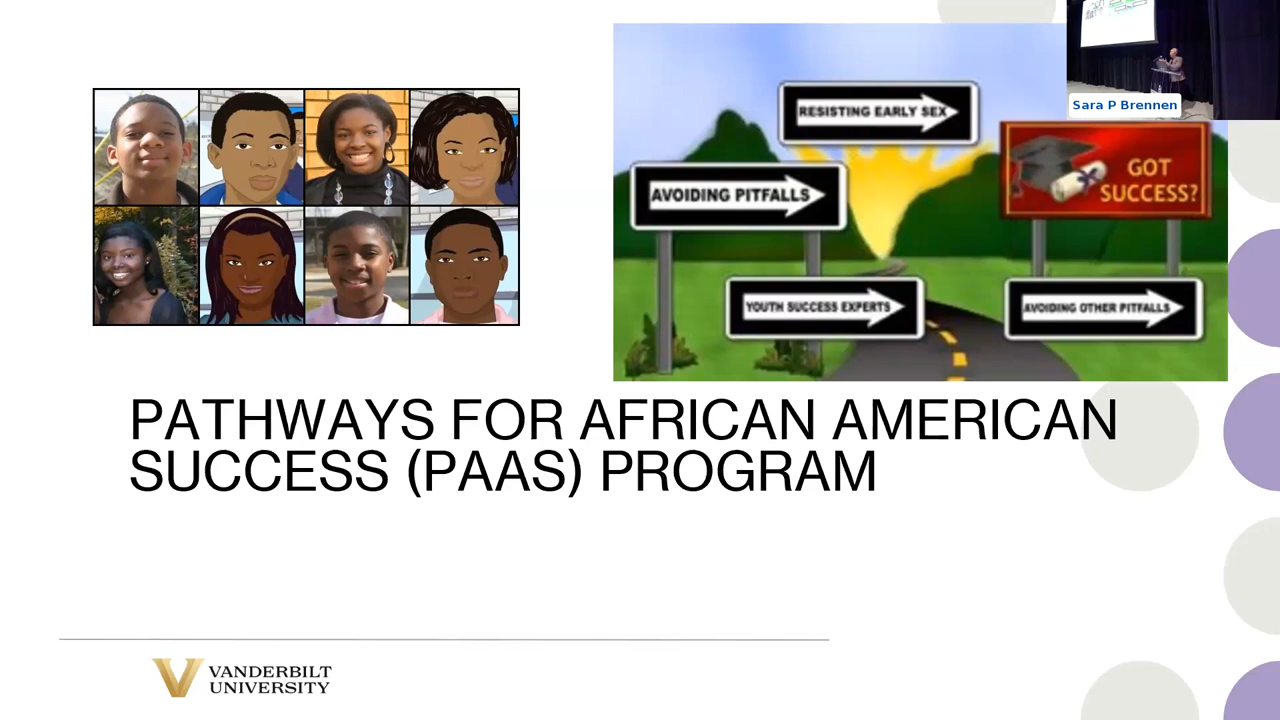 RESISTING EARLY SEX
Sara P Brennen
AVOIDING PITFALLS
GOT
SUCCESS?
YOUTH SUCCESS EXPERTS
AVOIDING OTHER PITFALLS
PATHWAYS FOR AFRICAN AMERICAN
SUCCESS (PAAS) PROGRAM
VANDERBILT
UNIVERSITY